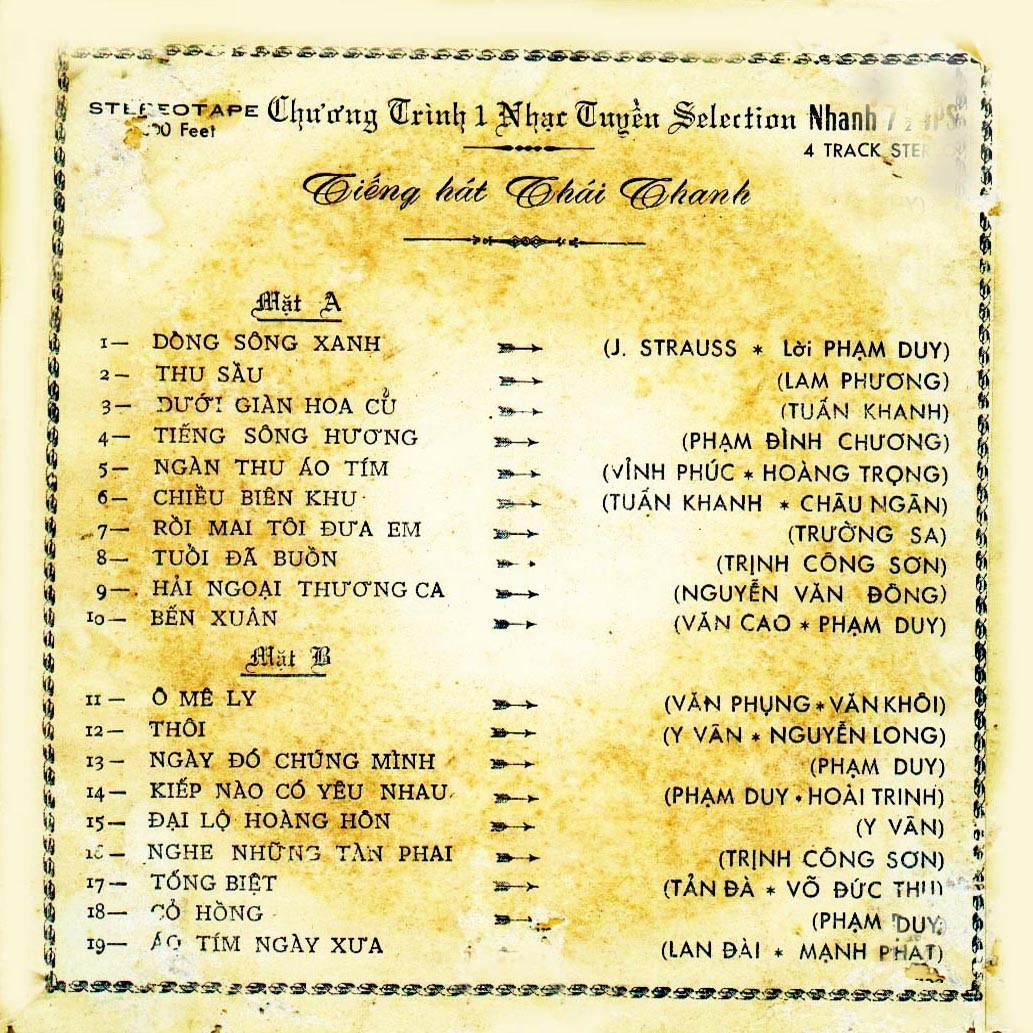 STEREOTAPE Chương Trình 1 Nhạc Tuyển Selection Nhanh 7
Feet
4 TRACK
Tiếng hát Thái Thanh
Mặt A
1— DÒNG SÔNG XANH (J. STRAUSS * Lời PHẠM DUY)
2— THU SẦU (LAM PHƯƠNG)
3— DƯỚI GIÀN HOA CỦ (TUẤN KHANH)
4— TIẾNG SÔNG HƯƠNG (PHẠM ĐÌNH CHƯƠNG)
5— NGÀN THU ÁO TÍM (VĨNH PHÚC * HOÀNG TRỌNG)
6— CHIỀU BIÊN KHU (TUẤN KHANH * CHÂU NGÂN)
7— RỒI MAI TÔI ĐƯA EM (TRƯỜNG SA)
8— TUỔI ĐÃ BUỒN (TRỊNH CÔNG SƠN)
9— HẢI NGOẠI THƯƠNG CA (NGUYỄN VĂN ĐÔNG)
10— BẾN XUÂN (VĂN CAO * PHẠM DUY)
Mặt B
11— Ô MÊ LY (VĂN PHỤNG * VĂN KHÔI)
12— THÔI (Y VÂN * NGUYỄN LONG)
13— NGÀY ĐÓ CHÚNG MÌNH (PHẠM DUY)
14— KIẾP NÀO CÓ YÊU NHAU (PHẠM DUY * HOÀI TRINH)
15— ĐẠI LỘ HOÀNG HÔN (Y VÂN)
16— NGHE NHỮNG TÀN PHAI (TRỊNH CÔNG SƠN)
17— TỐNG BIỆT (TẢN ĐÀ * VÕ ĐỨC THU)
18— CỎ HỒNG (PHẠM DUY)
19— ÁO TÍM NGÀY XƯA (LAN ĐÀI * MẠNH PHÁT)